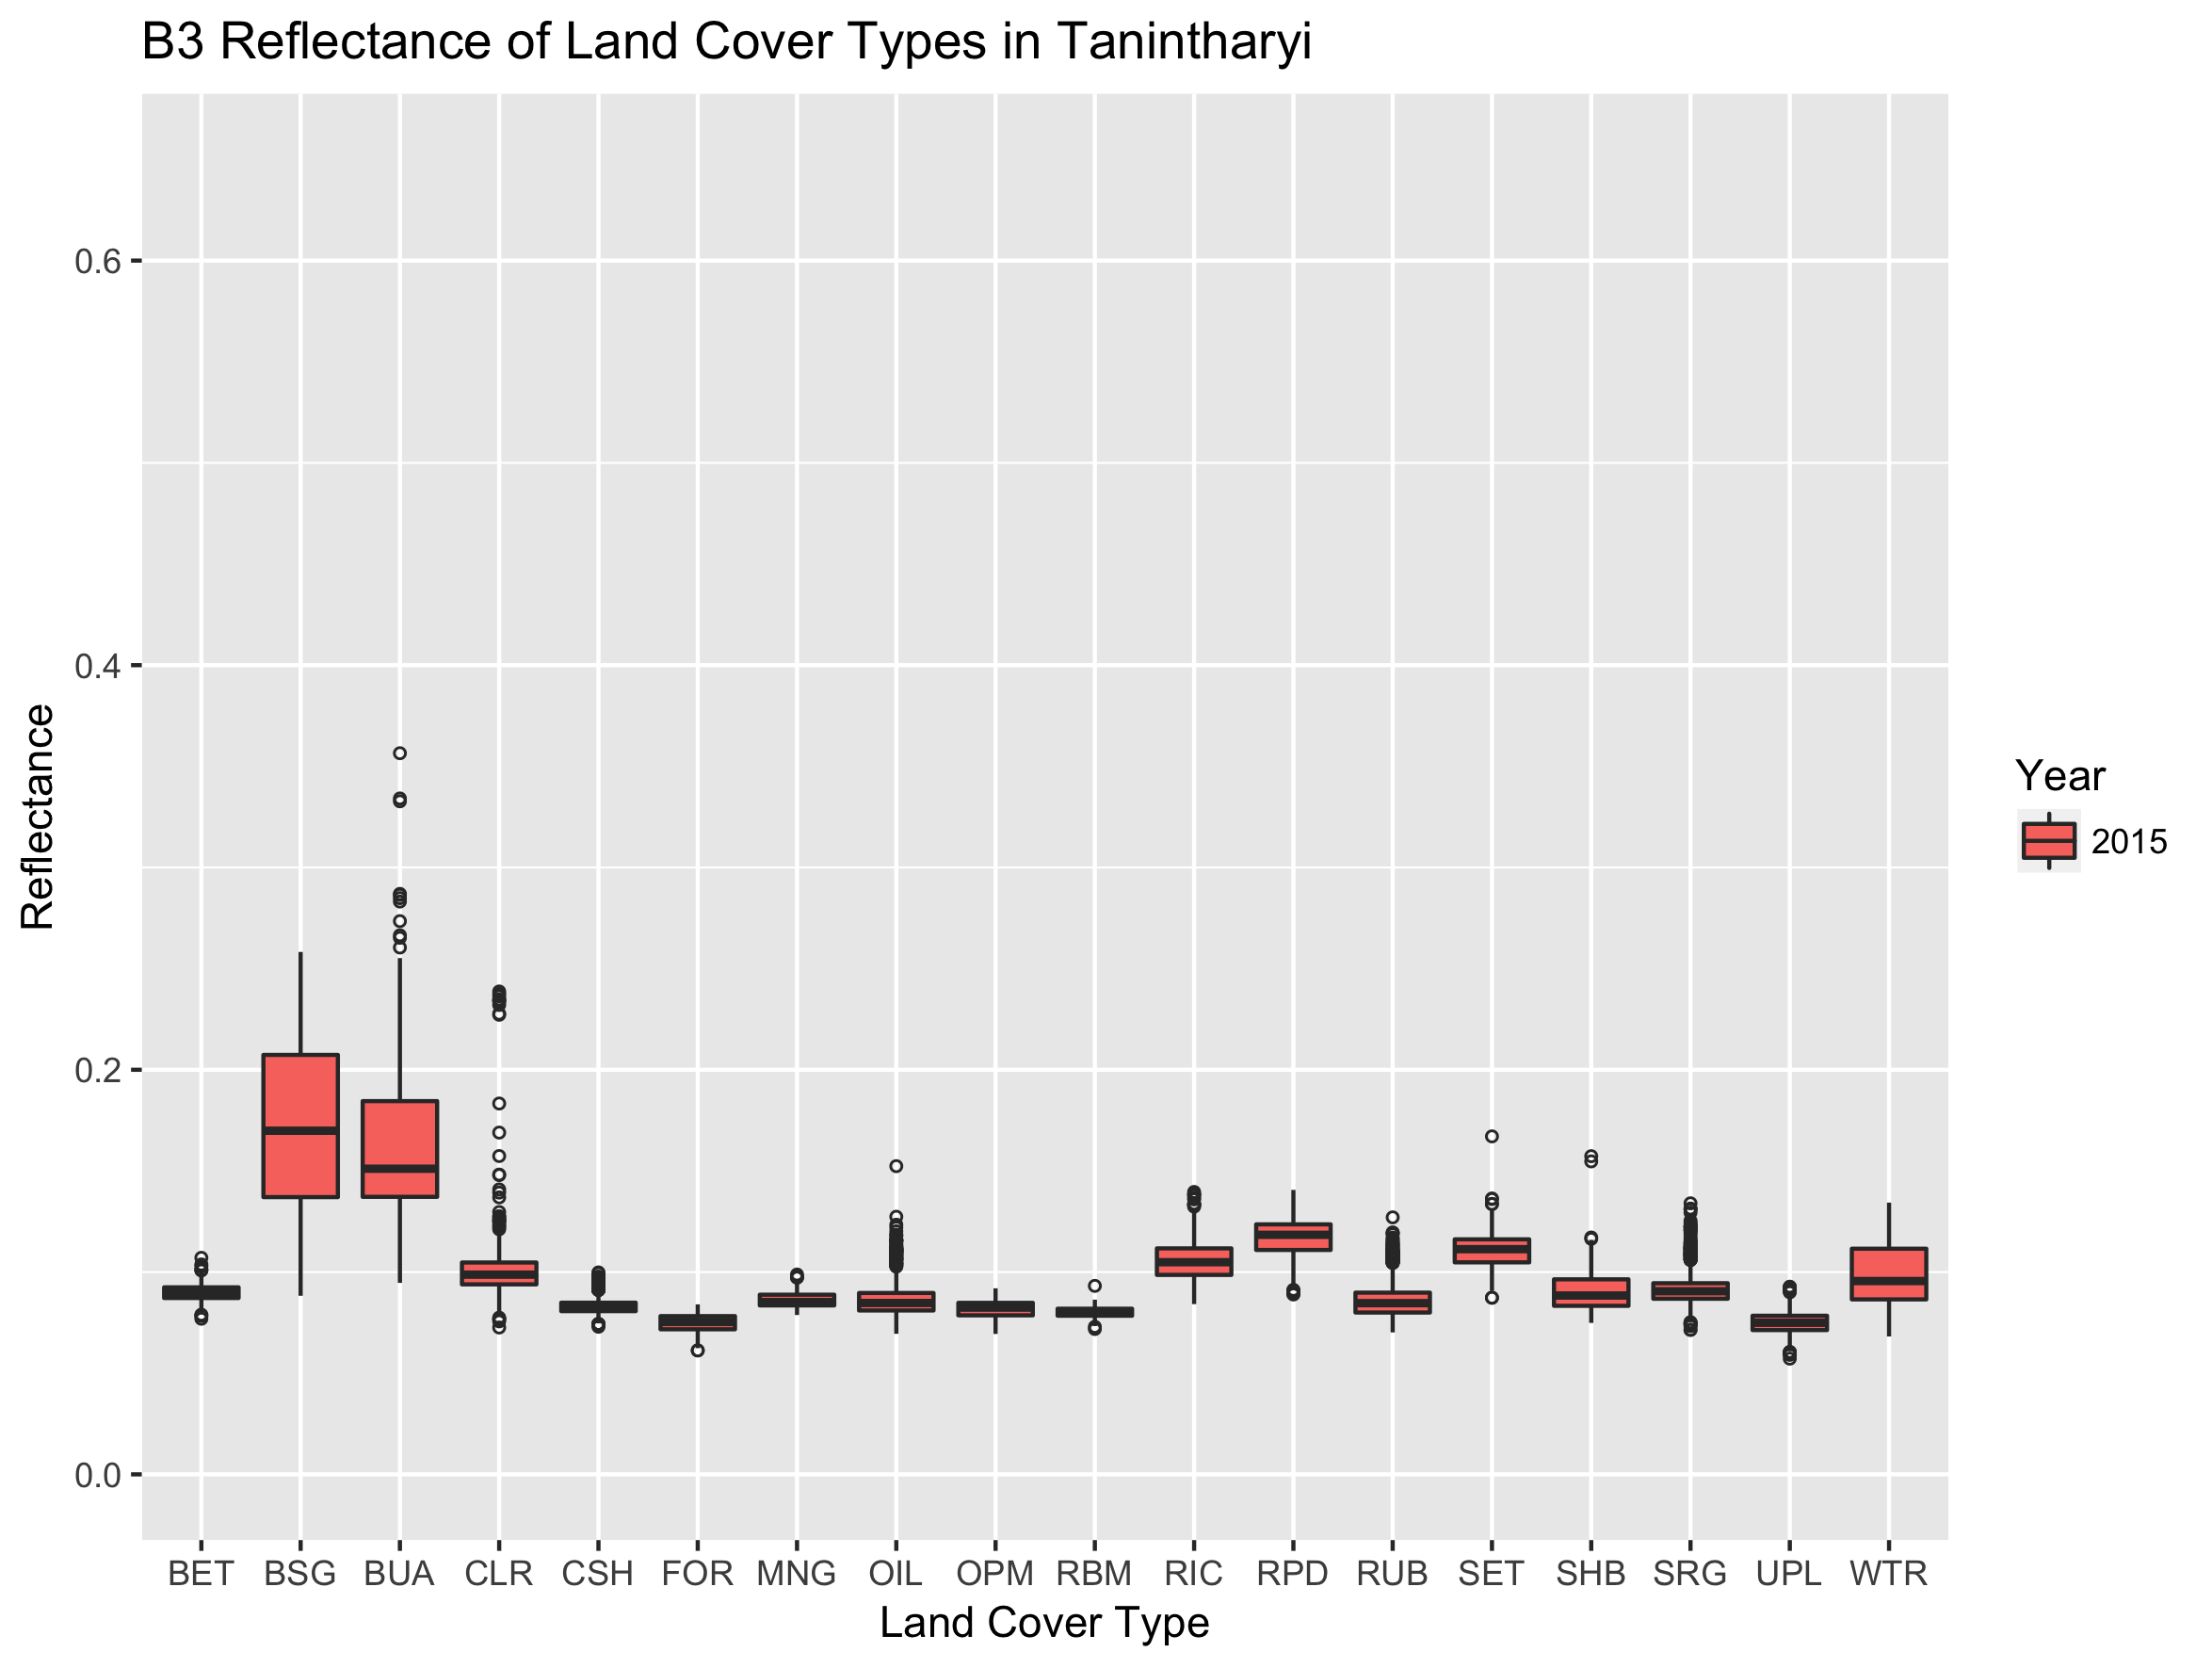 B3 Reflectance of Land Cover Types in Tanintharyi
0.6
0.4
0.2
0.0
Reflectance
BET BSG BUA CLR CSH FOR MNG OIL OPM RBM RIC RPD RUB SET SHB SRG UPL WTR
Land Cover Type
Year
2015